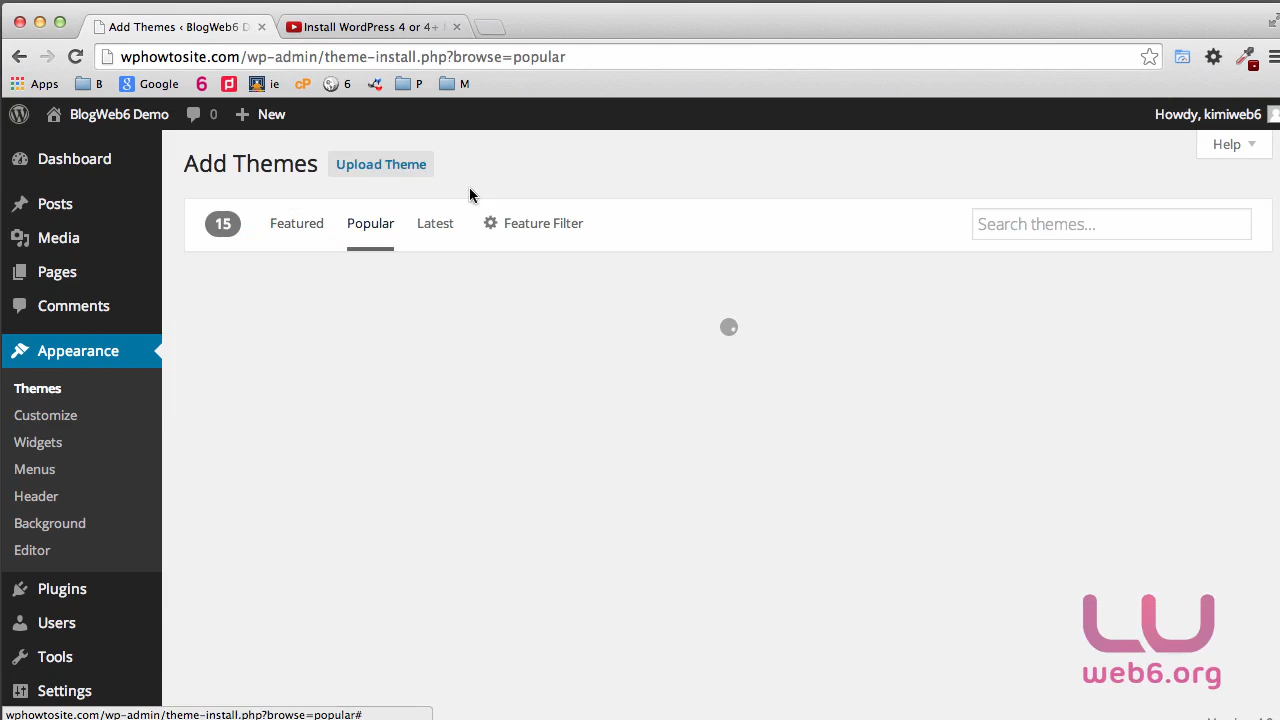 Add Themes ‹ BlogWeb6 D
Install WordPress 4 or 4+
wphowtosite.com/wp-admin/theme-install.php?browse=popular
Apps B Google 6 ie cP 6 P M
BlogWeb6 Demo 0 + New Howdy, kimiweb6
Help
Add Themes Upload Theme
15 Featured Popular Latest Feature Filter Search themes...
Dashboard
Posts
Media
Pages
Comments
Appearance
Themes
Customize
Widgets
Menus
Header
Background
Editor
Plugins
Users
Tools
Settings
web6.org
wphowtosite.com/wp-admin/theme-install.php?browse=popular#